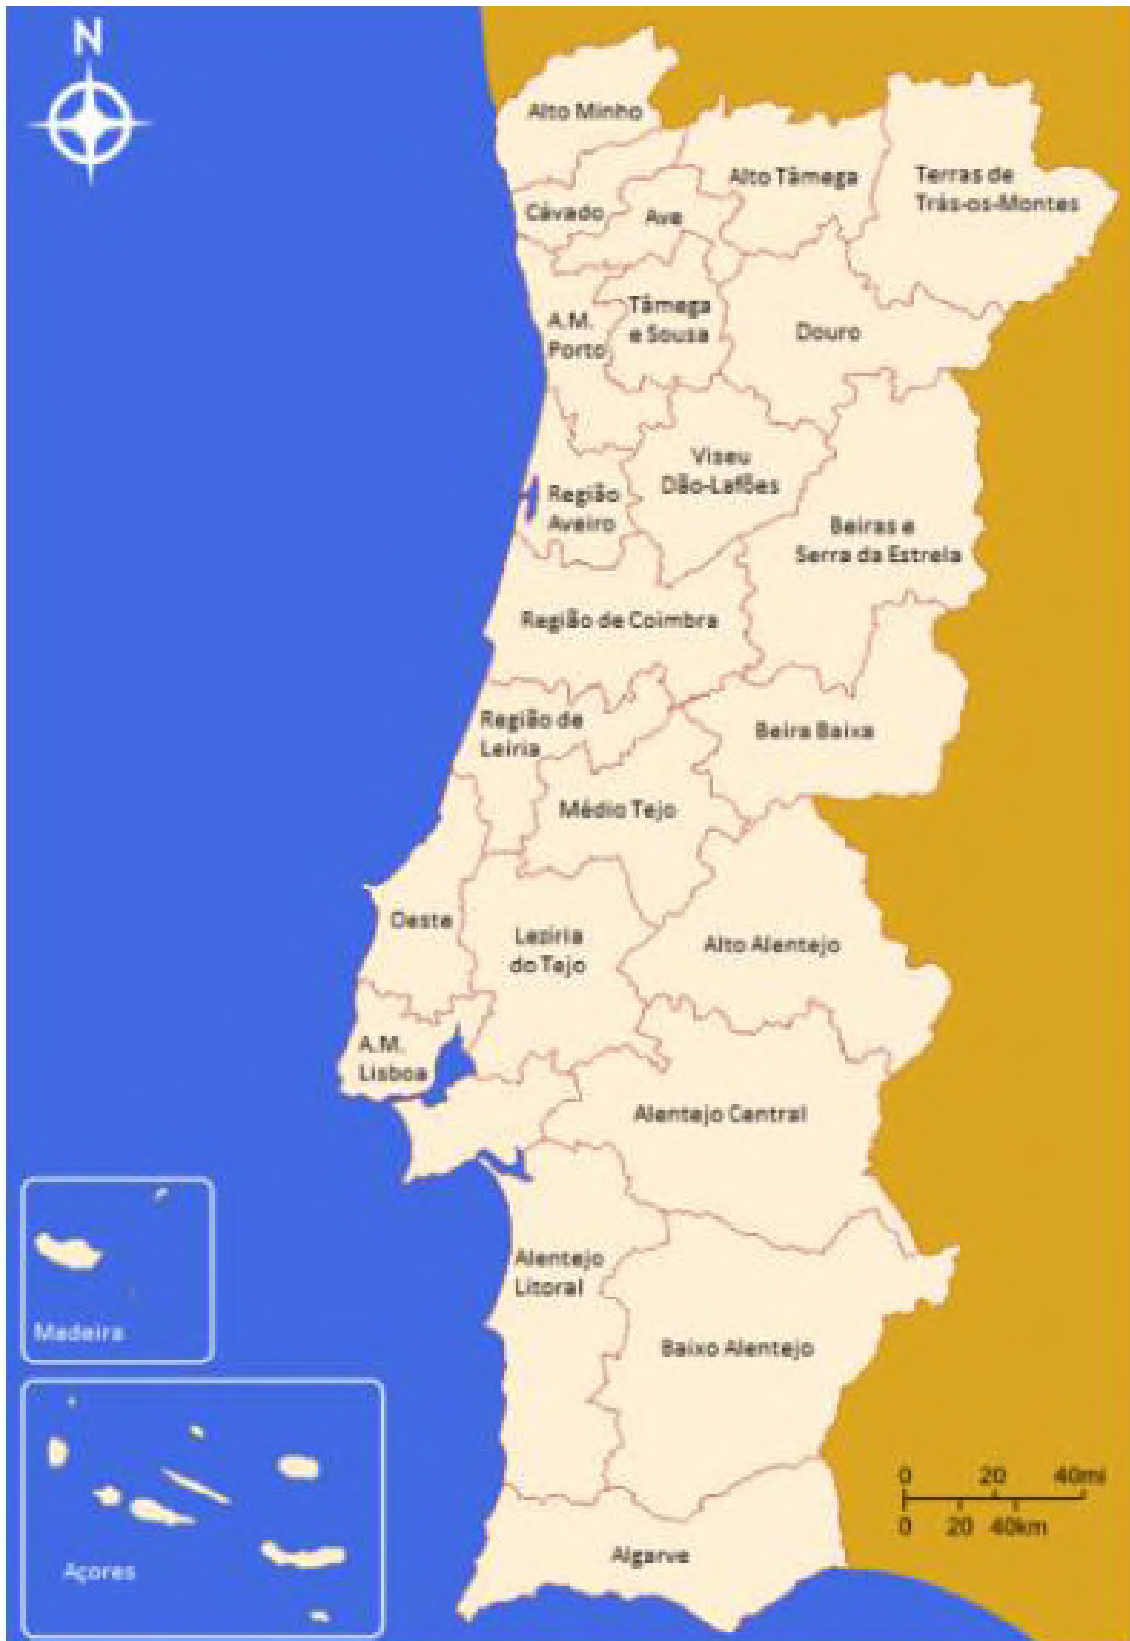 N
Alto Minho
Alto Tâmega
Terras de
Trás-os-Montes
Cávado
Ave
Tâmega
e Sousa
A.M.
Porto
Douro
Viseu
Dão-Lafões
Região
Aveiro
Beiras e
Serra da Estrela
Região de Coimbra
Região de
Leiria
Beira Baixa
Médio Tejo
Oeste
Lezíria
do Tejo
Alto Alentejo
A.M.
Lisboa
Alentejo Central
Alentejo
Litoral
Madeira
Baixo Alentejo
0 20 40mi
0 20 40km
Algarve
Açores